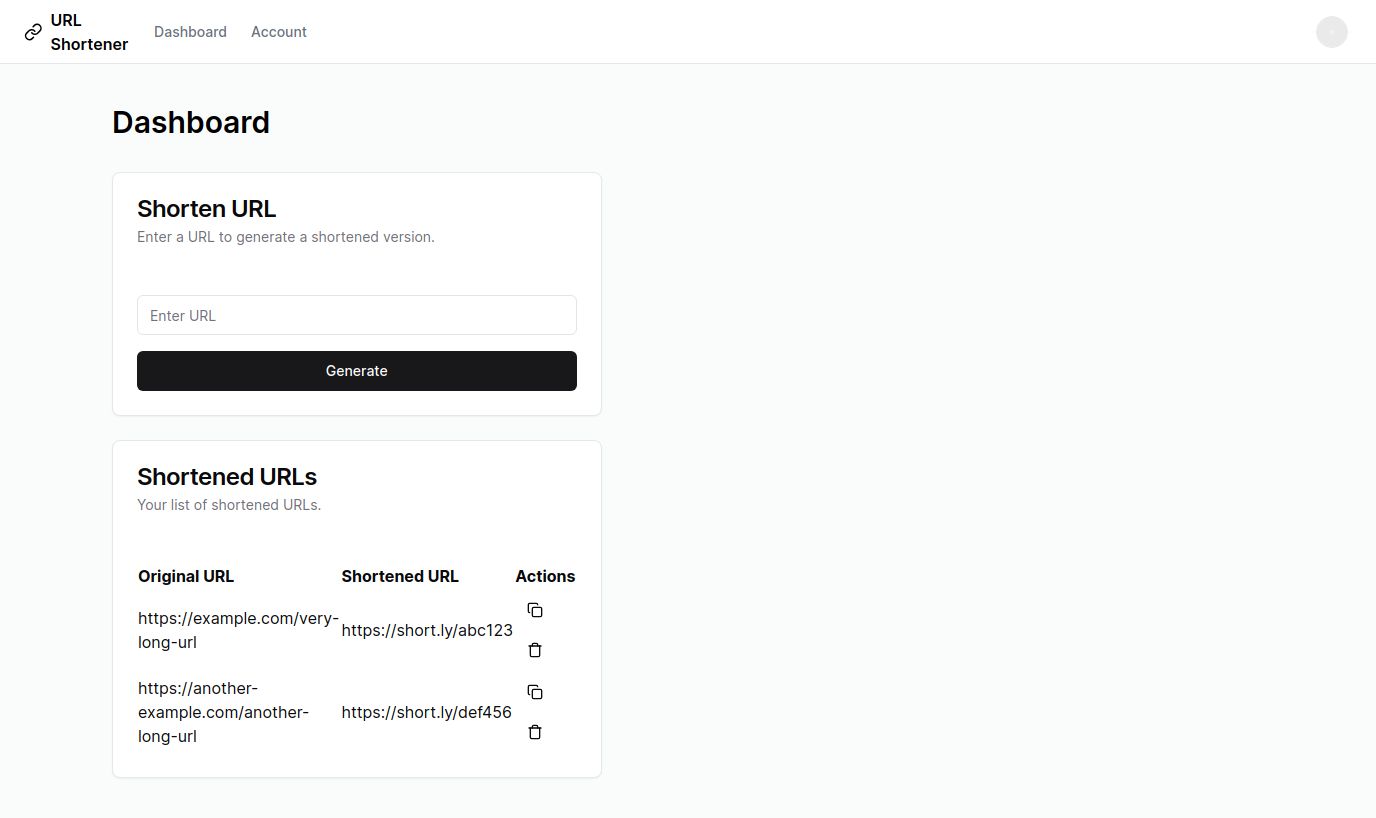 URL
Shortener
Dashboard
Account
Dashboard
Shorten URL
Enter a URL to generate a shortened version.
Enter URL
Generate
Shortened URLs
Your list of shortened URLs.
Original URL Shortened URL Actions
https://example.com/very-
long-url
https://short.ly/abc123
https://another-
example.com/another-
long-url
https://short.ly/def456